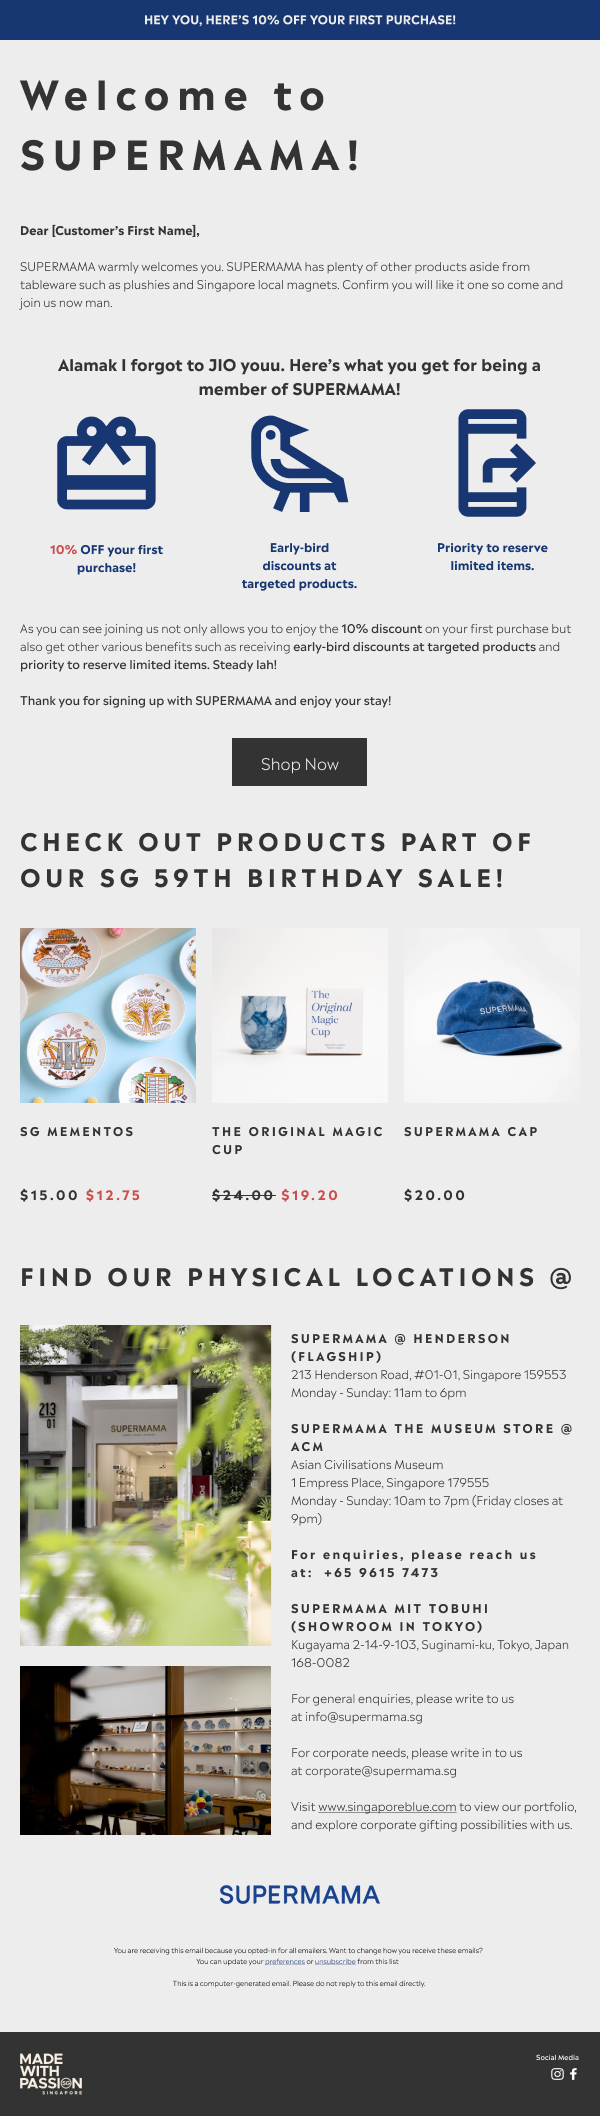 HEY YOU, HERE'S 10% OFF YOUR FIRST PURCHASE!
Welcome to
SUPERMAMA!
Dear [Customer's First Name],
SUPERMAMA warmly welcomes you. SUPERMAMA has plenty of other products aside from
tableware such as plushies and Singapore local magnets. Confirm you will like it one so come and
join us now man.
Alamak I forgot to JIO youu. Here's what you get for being a
member of SUPERMAMA!
10% OFF your first
purchase!
Early-bird
discounts at
targeted products.
Priority to reserve
limited items.
As you can see joining us not only allows you to enjoy the 10% discount on your first purchase but
also get other various benefits such as receiving early-bird discounts at targeted products and
priority to reserve limited items. Steady lah!
Thank you for signing up with SUPERMAMA and enjoy your stay!
Shop Now
CHECK OUT PRODUCTS PART OF
OUR SG 59TH BIRTHDAY SALE!
The
Original
Magic
Cup
SUPERMAMA
SG MEMENTOS
THE ORIGINAL MAGIC
CUP
SUPERMAMA CAP
$15.00 $12.75
$24.00 $19.20
$20.00
FIND OUR PHYSICAL LOCATIONS @
213
01
SUPERMAMA
SUPERMAMA @ HENDERSON
(FLAGSHIP)
213 Henderson Road, #01-01, Singapore 159553
Monday - Sunday: 11am to 6pm
SUPERMAMA THE MUSEUM STORE @
ACM
Asian Civilisations Museum
1 Empress Place, Singapore 179555
Monday - Sunday: 10am to 7pm (Friday closes at
9pm)
For enquiries, please reach us
at: +65 9615 7473
SUPERMAMA MIT TOBUHI
(SHOWROOM IN TOKYO)
Kugayama 2-14-9-103, Suginami-ku, Tokyo, Japan
168-0082
For general enquiries, please write to us
at info@supermama.sg
For corporate needs, please write in to us
at corporate@supermama.sg
Visit www.singaporeblue.com to view our portfolio,
and explore corporate gifting possibilities with us.
SUPERMAMA
You are receiving this email because you opted-in for all emailers. Want to change how you receive these emails?
You can update your preferences or unsubscribe from this list
This is a computer-generated email. Please do not reply to this email directly.
MADE
WITH
PASSION
SINGAPORE
Social Media